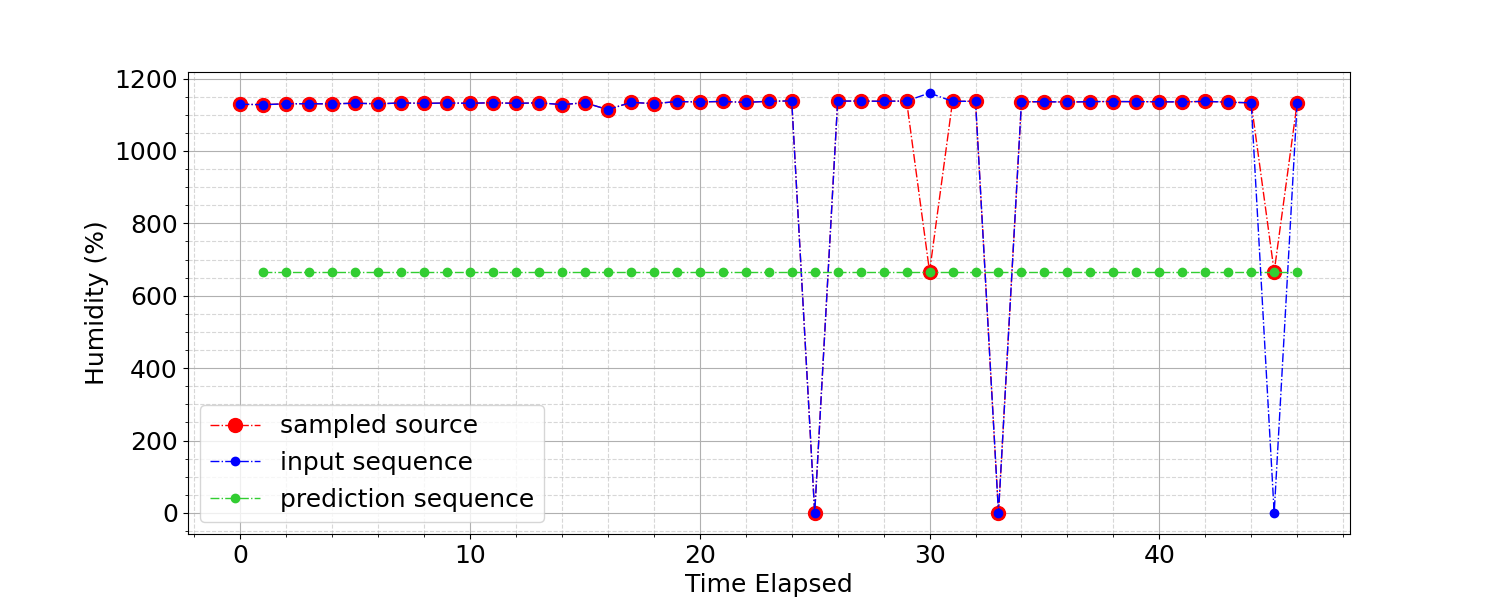 1200
1000
800
600
400
200
0
Humidity (%)
sampled source
input sequence
prediction sequence
0 10 20 30 40
Time Elapsed